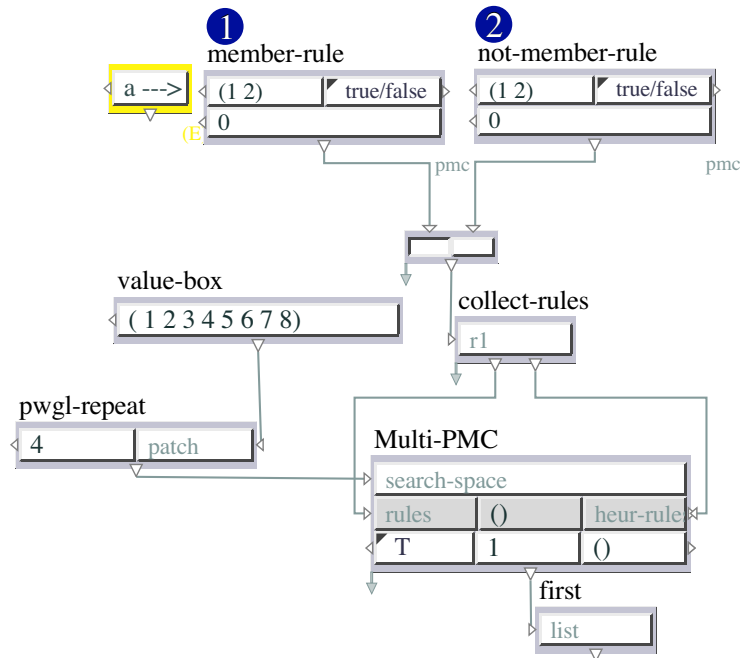 1 2
member-rule not-member-rule
a --->
(1 2) true/false (1 2) true/false
(E 0 0
pmc pmc
value-box
( 1 2 3 4 5 6 7 8)
collect-rules
r1
pwgl-repeat
4 patch
Multi-PMC
search-space
rules () heur-rules
T 1 ()
first
list